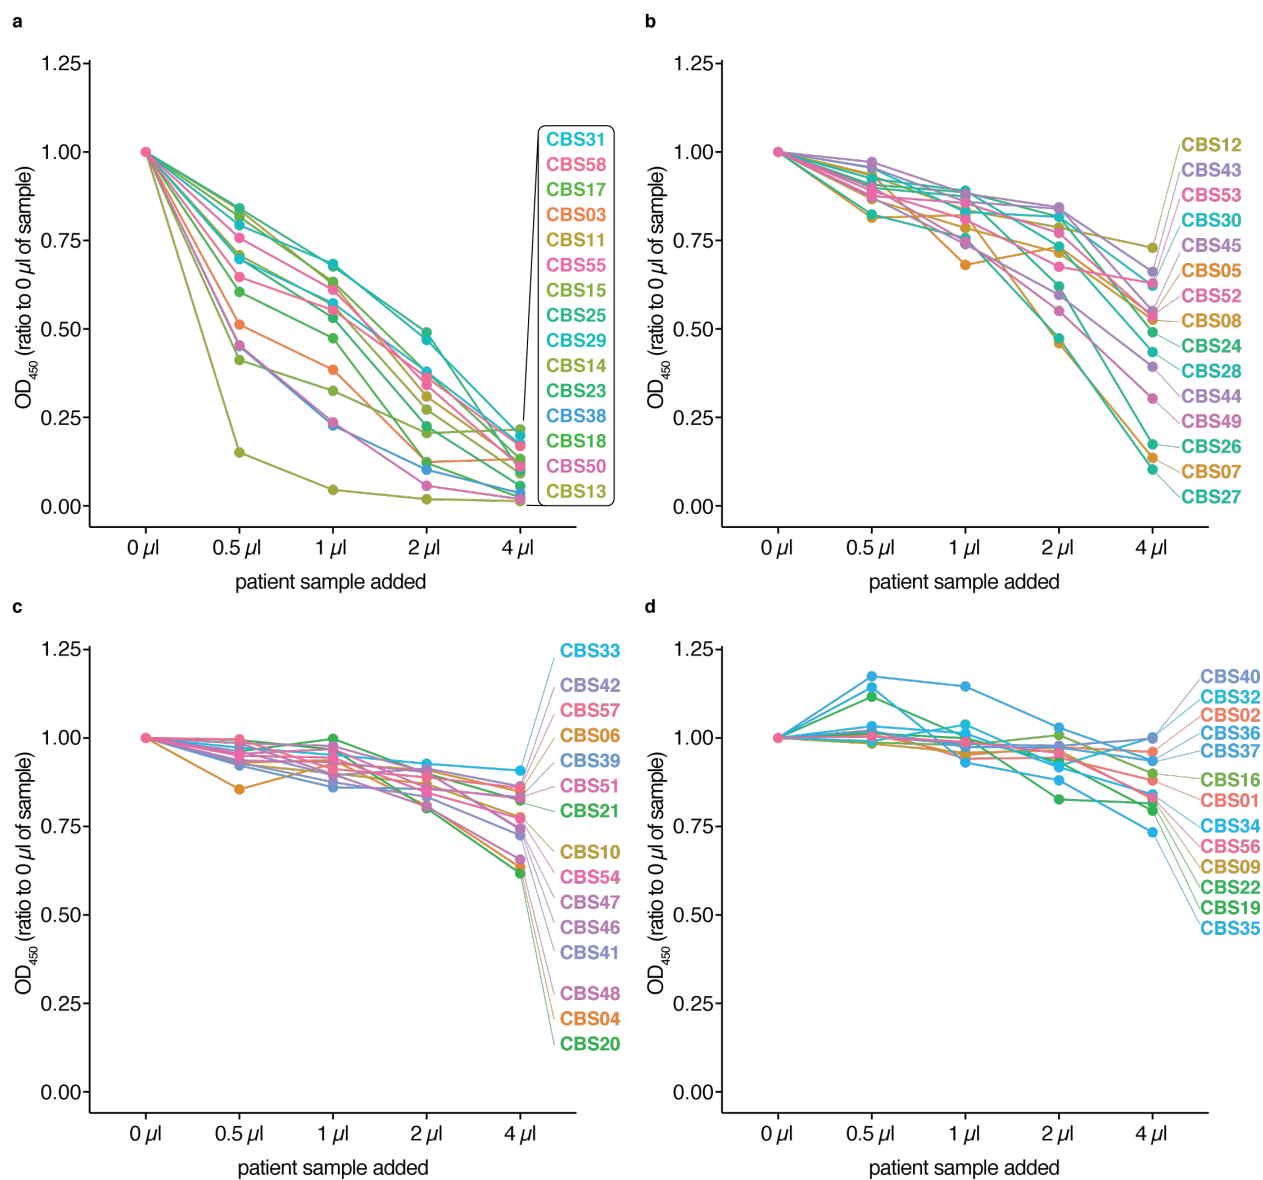 a
1.25
1.00
0.75
0.50
0.25
0.00
OD450 (ratio to 0 µl of sample)
CBS31
CBS58
CBS17
CBS03
CBS11
CBS55
CBS15
CBS25
CBS29
CBS14
CBS23
CBS38
CBS18
CBS50
CBS13
0 µl 0.5 µl 1 µl 2 µl 4 µl
patient sample added
b
1.25
1.00
0.75
0.50
0.25
0.00
OD450 (ratio to 0 µl of sample)
CBS12
CBS43
CBS53
CBS30
CBS45
CBS05
CBS52
CBS08
CBS24
CBS28
CBS44
CBS49
CBS26
CBS07
CBS27
0 µl 0.5 µl 1 µl 2 µl 4 µl
patient sample added
c
1.25
1.00
0.75
0.50
0.25
0.00
OD450 (ratio to 0 µl of sample)
CBS33
CBS42
CBS57
CBS06
CBS39
CBS51
CBS21
CBS10
CBS54
CBS47
CBS46
CBS41
CBS48
CBS04
CBS20
0 µl 0.5 µl 1 µl 2 µl 4 µl
patient sample added
d
1.25
1.00
0.75
0.50
0.25
0.00
OD450 (ratio to 0 µl of sample)
CBS40
CBS32
CBS02
CBS36
CBS37
CBS16
CBS01
CBS34
CBS56
CBS09
CBS22
CBS19
CBS35
0 µl 0.5 µl 1 µl 2 µl 4 µl
patient sample added